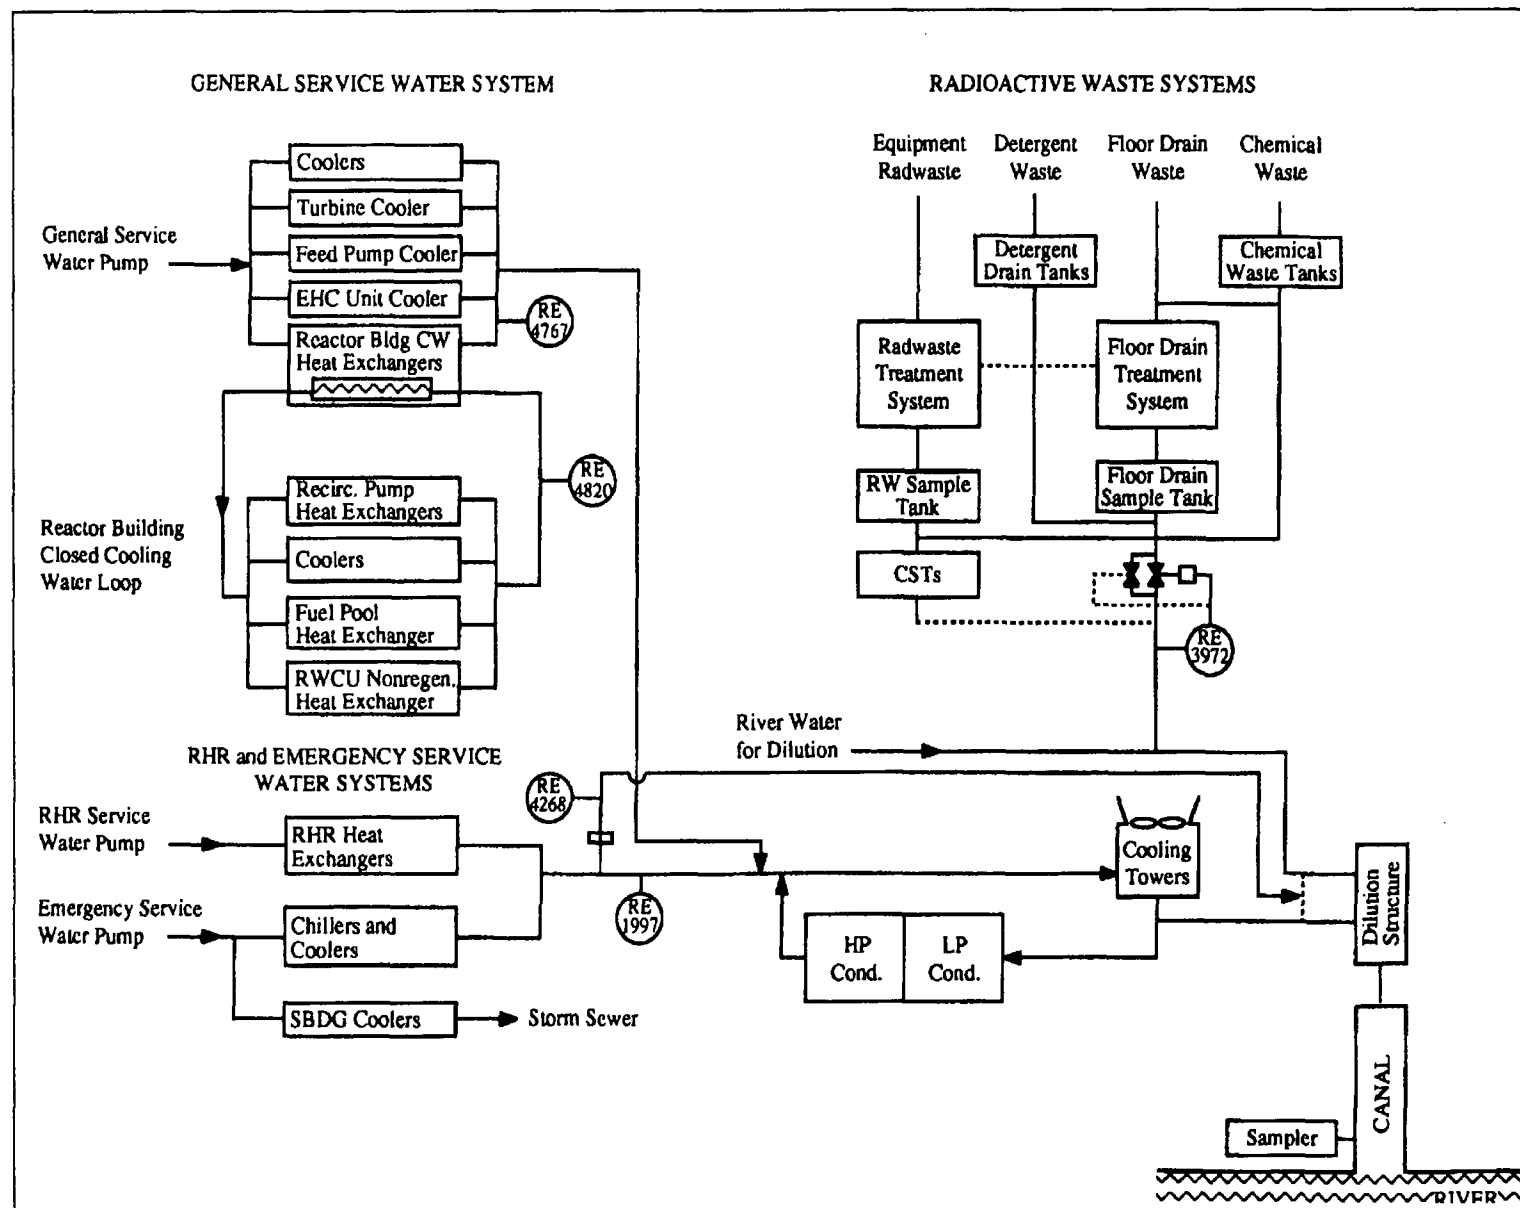 GENERAL SERVICE WATER SYSTEM
General Service
Water Pump
Coolers
Turbine Cooler
Feed Pump Cooler
EHC Unit Cooler
Reactor Bldg CW
Heat Exchangers
RE
4767
RE
4820
Reactor Building
Closed Cooling
Water Loop
Recirc. Pump
Heat Exchangers
Coolers
Fuel Pool
Heat Exchanger
RWCU Nonregen.
Heat Exchanger
RADIOACTIVE WASTE SYSTEMS
Equipment
Radwaste
Detergent
Waste
Floor Drain
Waste
Chemical
Waste
Detergent
Drain Tanks
Chemical
Waste Tanks
Radwaste
Treatment
System
Floor Drain
Treatment
System
RW Sample
Tank
Floor Drain
Sample Tank
CSTs
RE
3972
River Water
for Dilution
RHR and EMERGENCY SERVICE
WATER SYSTEMS
RE
4268
RHR Service
Water Pump
RHR Heat
Exchangers
RE
1997
Emergency Service
Water Pump
Chillers and
Coolers
SBDG Coolers
Storm Sewer
HP
Cond.
LP
Cond.
Cooling
Towers
Dilution
Structure
CANAL
Sampler
RIVER